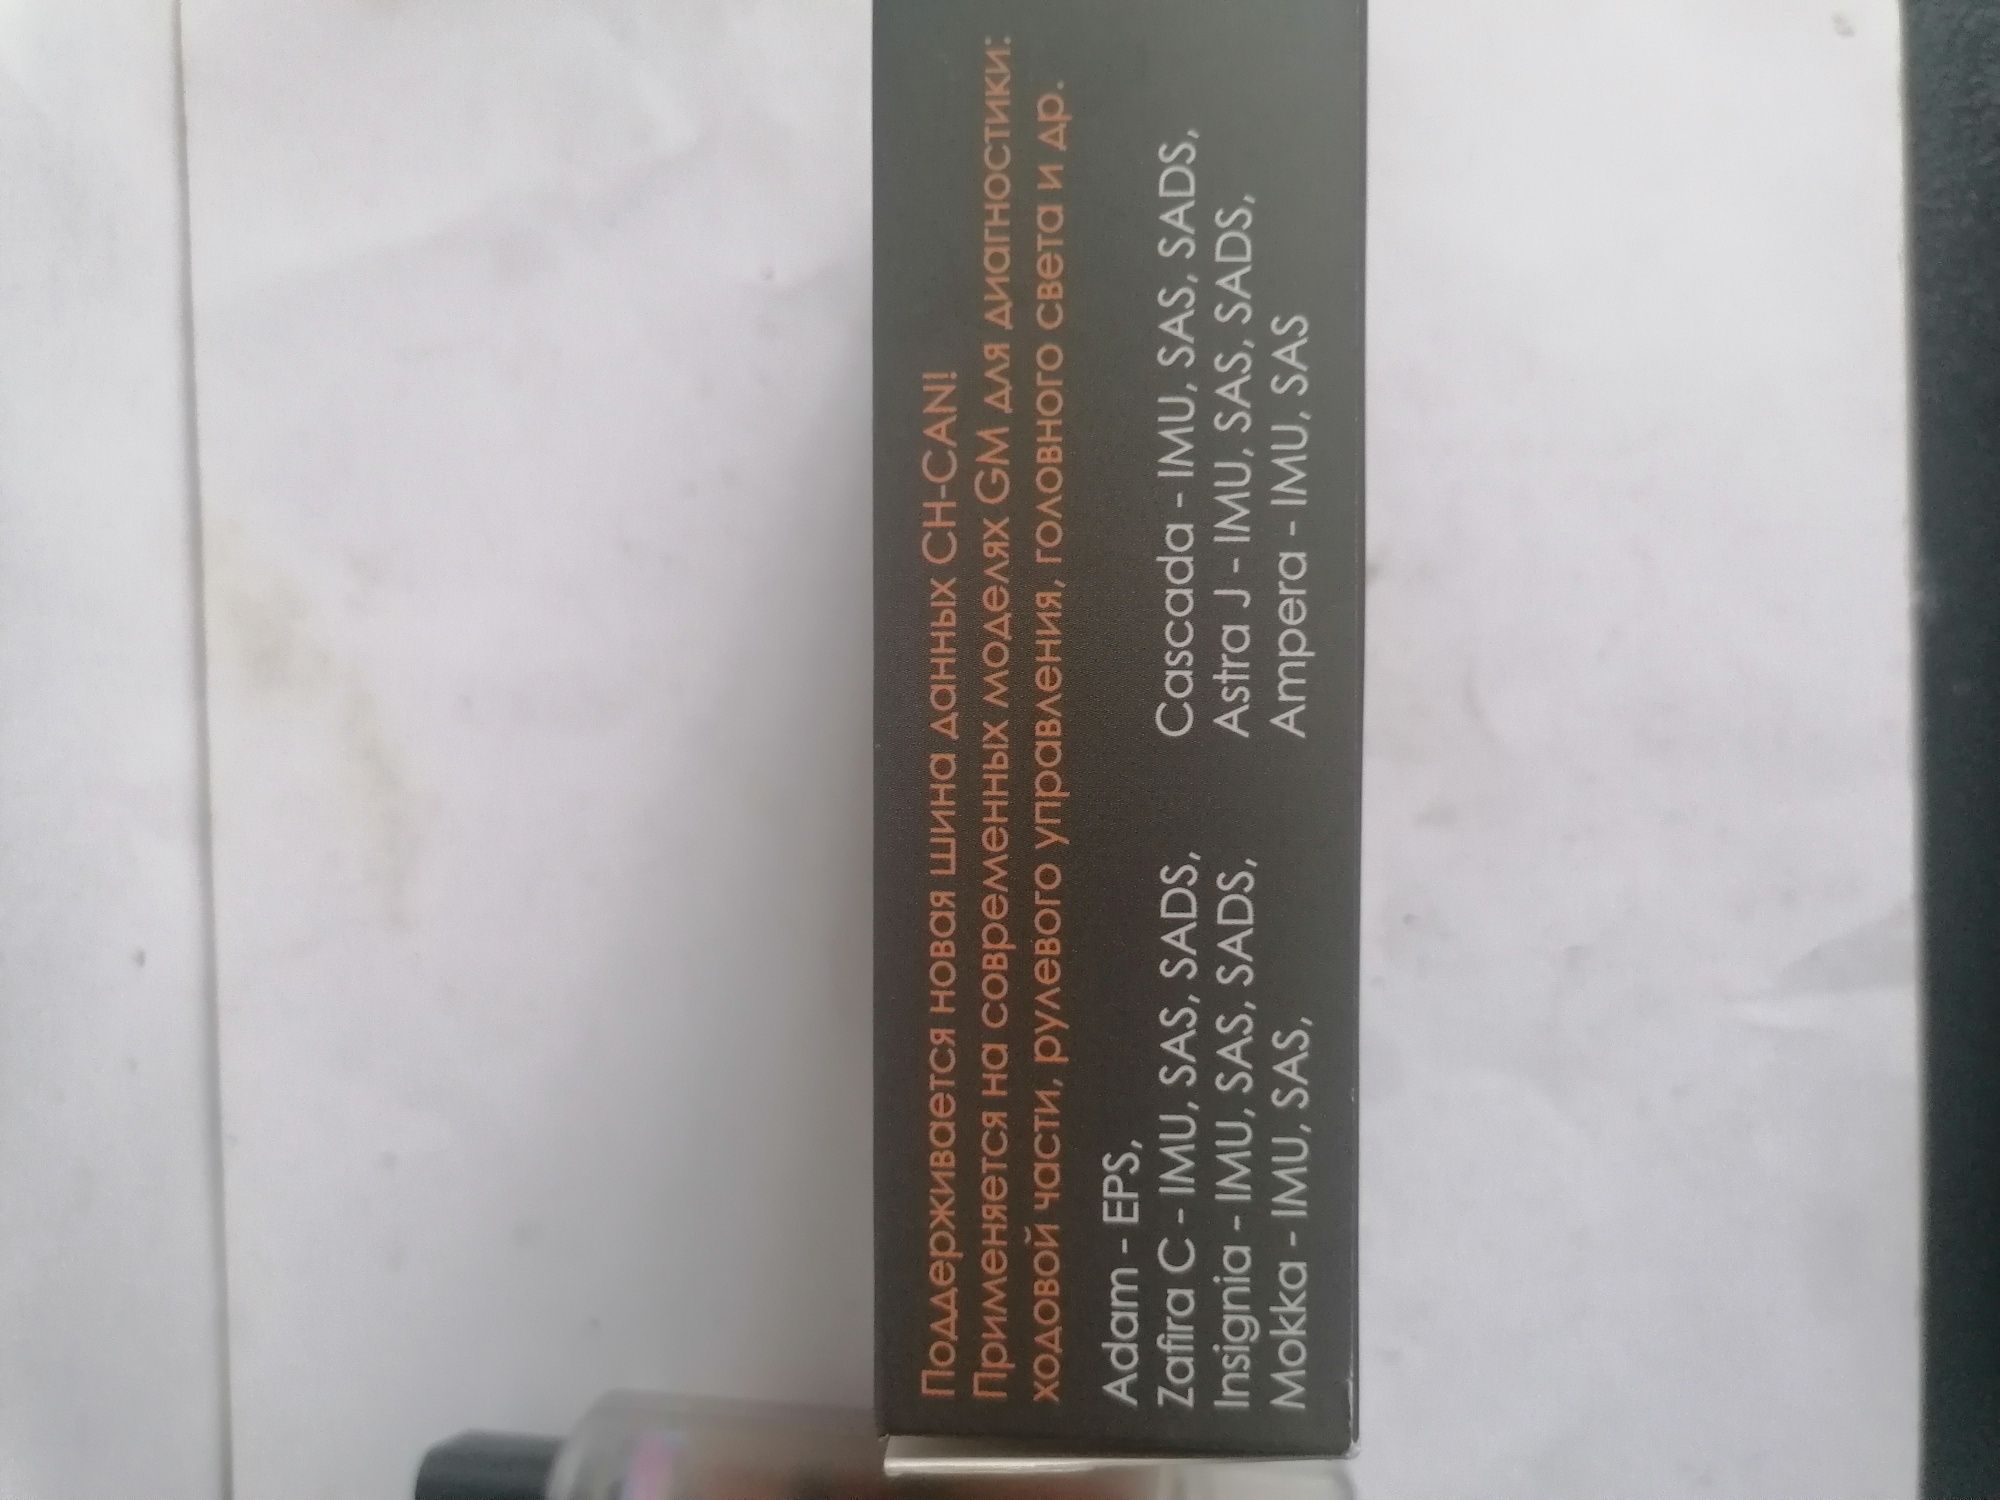 Поддерживается новая шина данных CH-CAN!
Применяется на современных моделях GM для диагностики:
ходовой части, рулевого управления, головного света и др.
Adam - EPS,
Zafira C - IMU, SAS, SADS,
Insignia - IMU, SAS, SADS,
Mokka - IMU, SAS,
Cascada - IMU, SAS, SADS,
Astra J - IMU, SAS, SADS,
Ampera - IMU, SAS